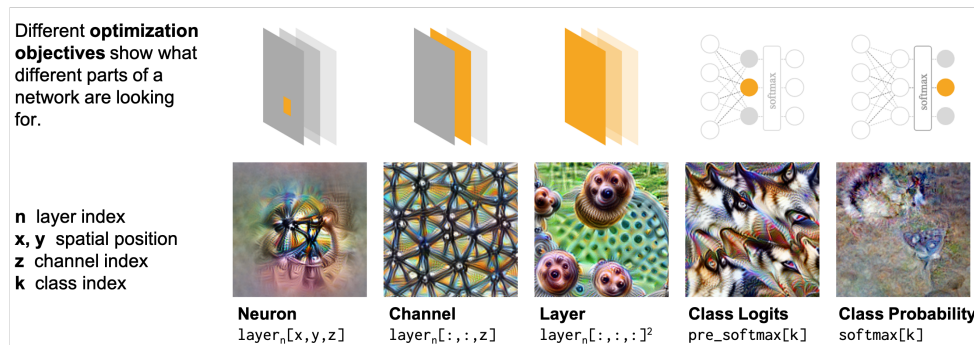 Different optimization
objectives show what
different parts of a
network are looking
for.
softmax
softmax
n layer index
x, y spatial position
z channel index
k class index
Neuron
layerₙ[x,y,z]
Channel
layerₙ[:,:,z]
Layer
layerₙ[:,:,:]²
Class Logits
pre_softmax[k]
Class Probability
softmax[k]